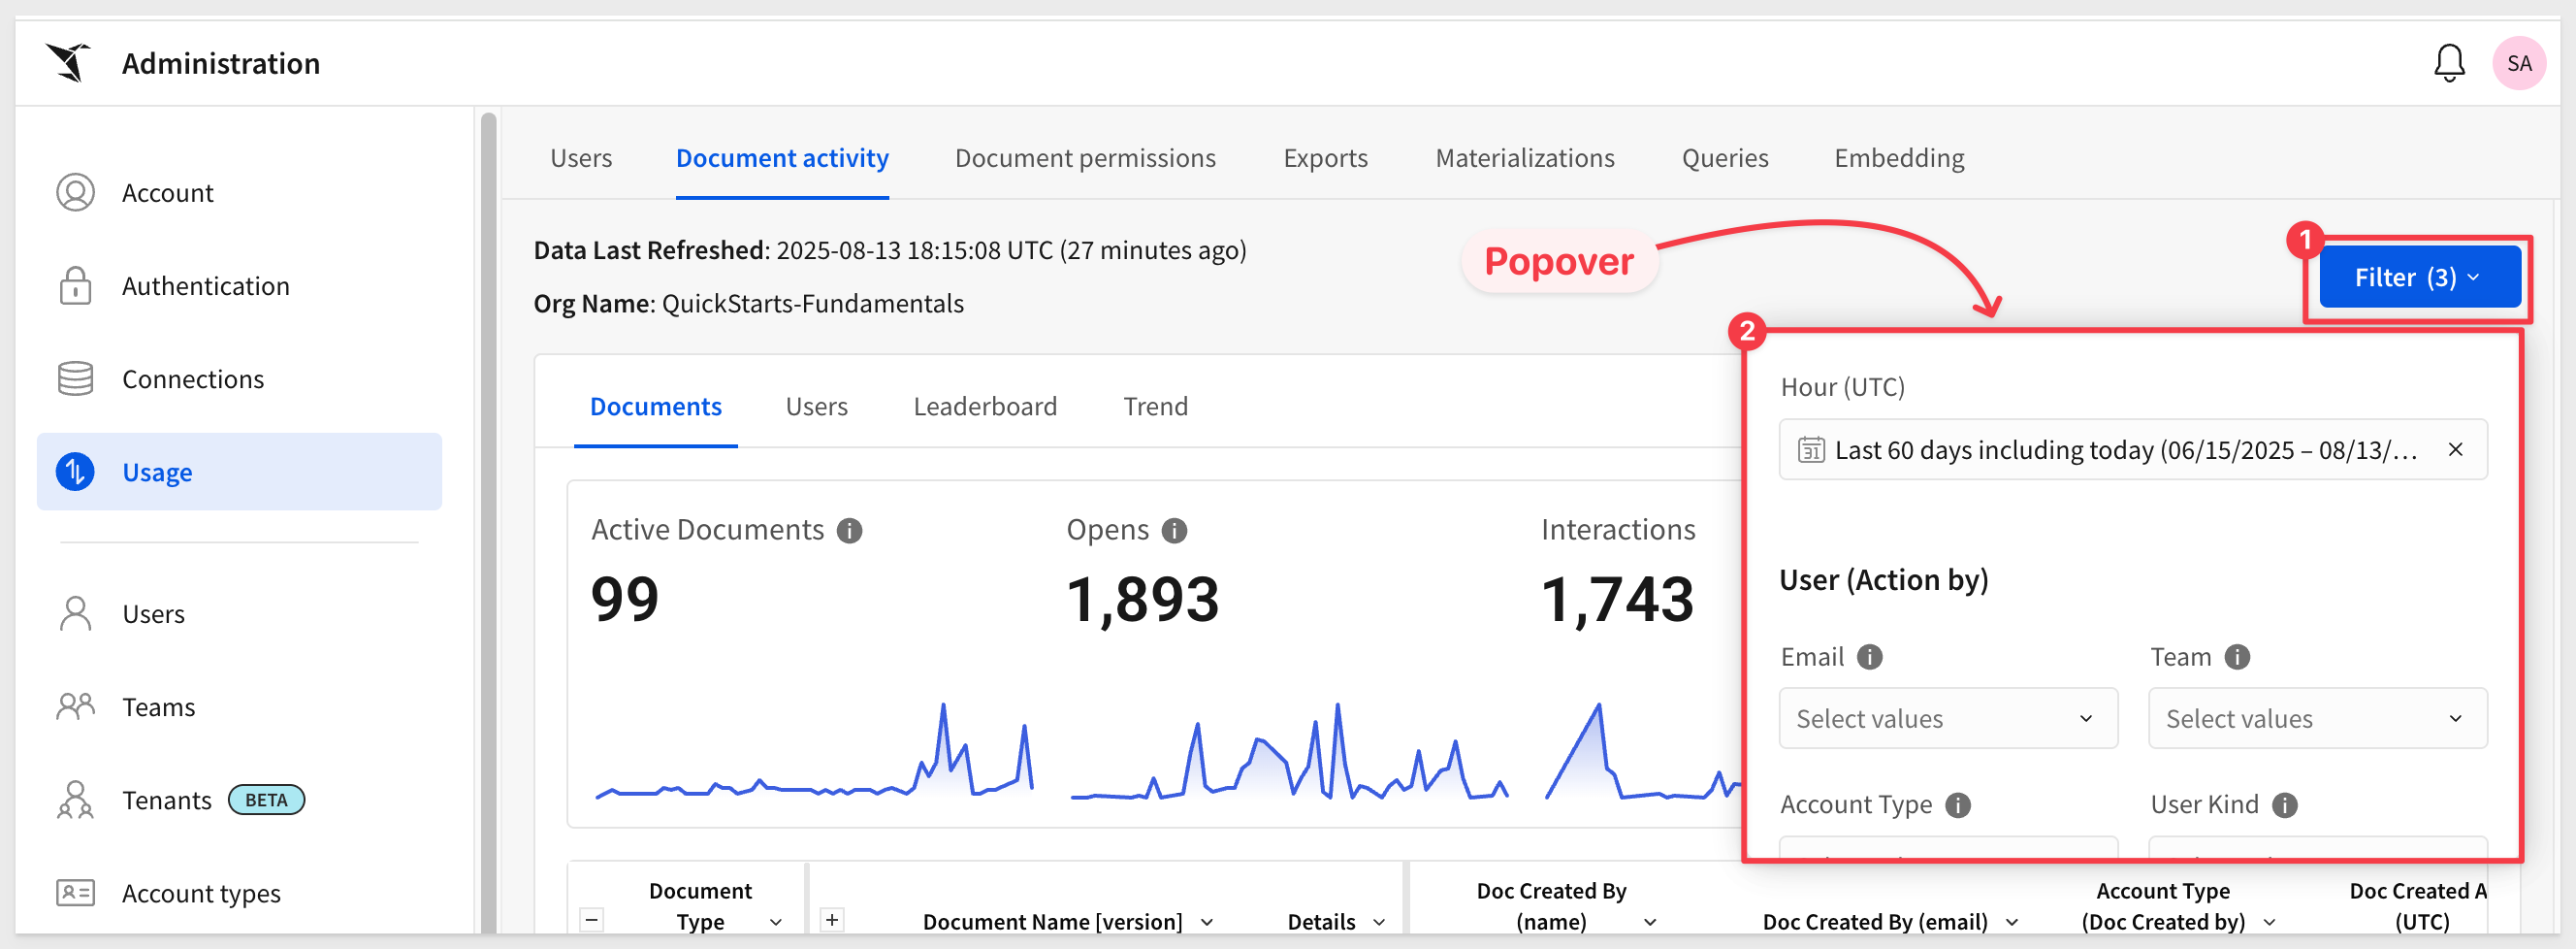 Administration
SA
Account
Authentication
Connections
Usage
Users
Teams
Tenants BETA
Account types
Users Document activity Document permissions Exports Materializations Queries Embedding
Data Last Refreshed: 2025-08-13 18:15:08 UTC (27 minutes ago)
Org Name: QuickStarts-Fundamentals
Popover
1
Filter (3)
2
Documents Users Leaderboard Trend
Active Documents Opens Interactions
99 1,893 1,743
Hour (UTC)
31 Last 60 days including today (06/15/2025 – 08/13/…
User (Action by)
Email Team
Select values Select values
Account Type User Kind
Document Type
Document Name [version]
Details
Doc Created By (name)
Doc Created By (email)
Account Type (Doc Created by)
Doc Created A
(UTC)